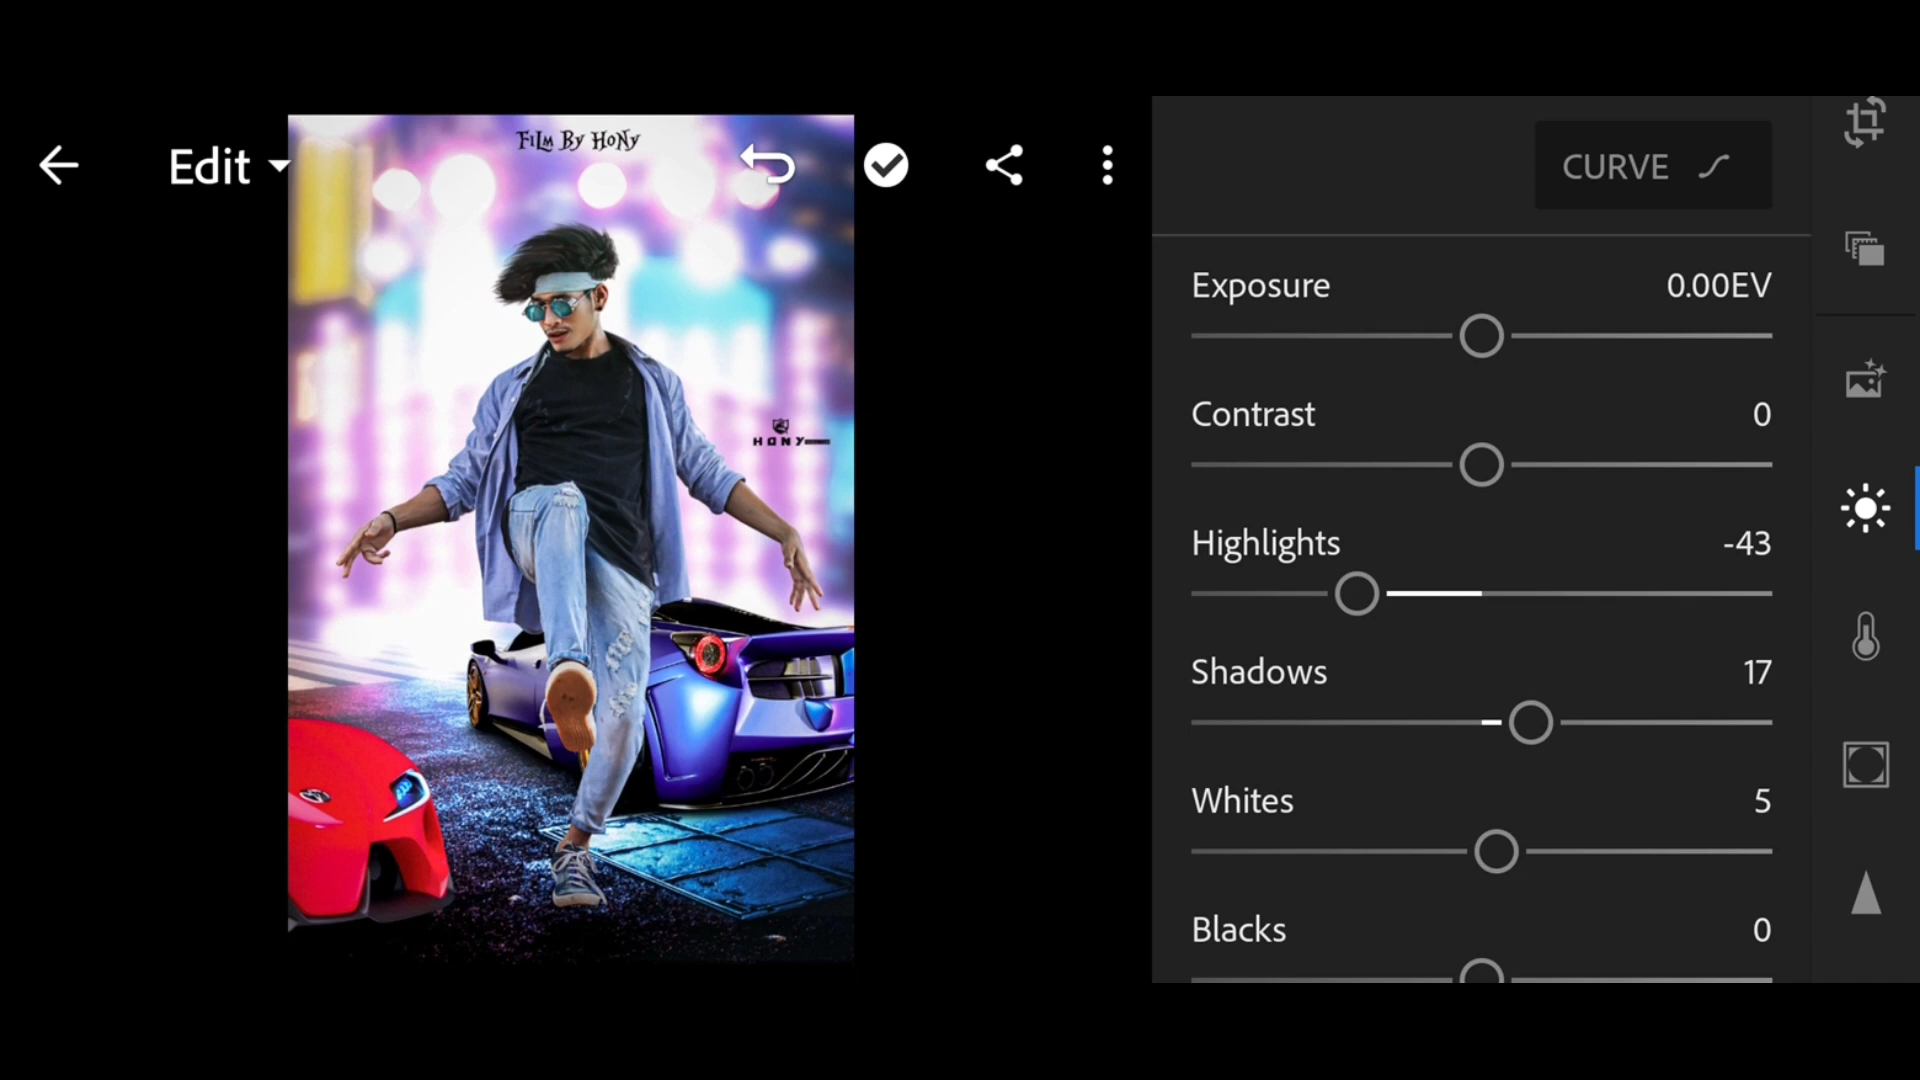 Edit
FiLM By HoNy
HONY
CURVE
Exposure 0.00EV
Contrast 0
Highlights -43
Shadows 17
Whites 5
Blacks 0